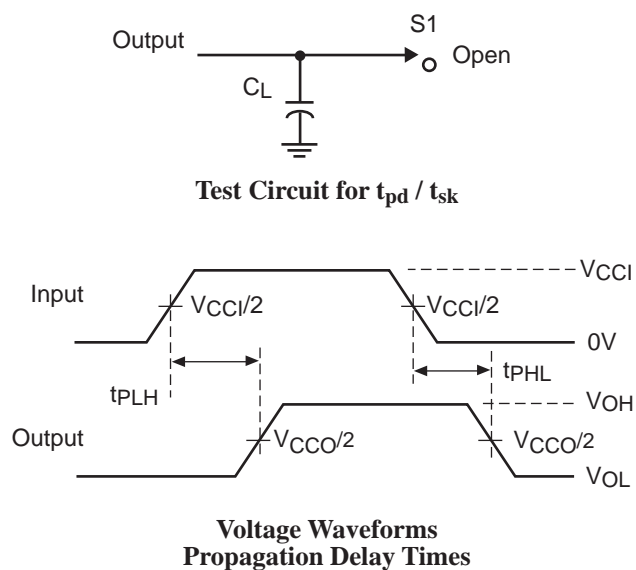 S1
Output
Open
CL
Test Circuit for tpd / tsk
VCCI
Input
VCCI/2
VCCI/2
0V
tPLH
tPHL
VOH
Output
VCCO/2
VCCO/2
VOL
Voltage Waveforms
Propagation Delay Times